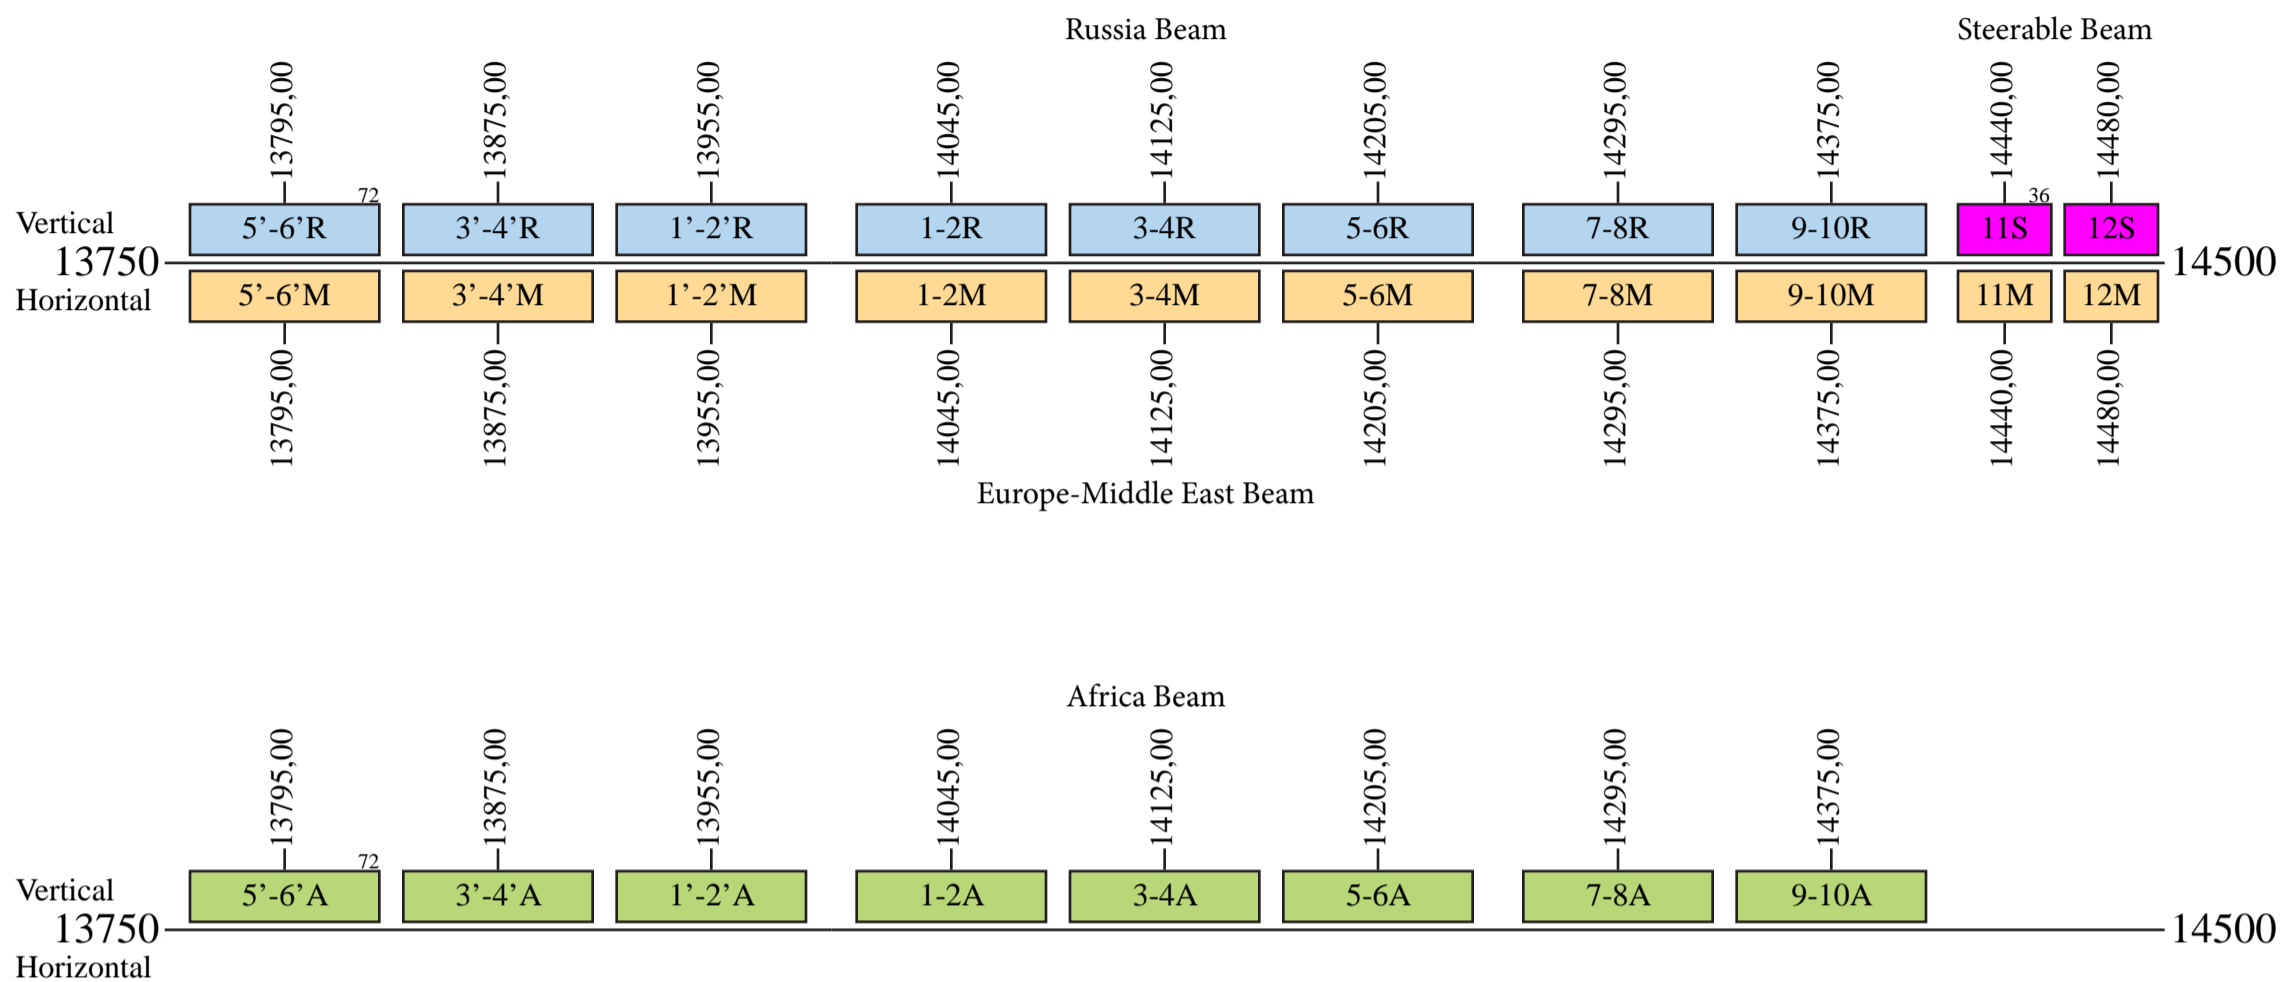 Russia Beam Steerable Beam
13795,00 13875,00 13955,00 14045,00 14125,00 14205,00 14295,00 14375,00 14440,00 14480,00
72 36
Vertical 5’-6’R 3’-4’R 1’-2’R 1-2R 3-4R 5-6R 7-8R 9-10R 11S 12S
13750 14500
Horizontal 5’-6’M 3’-4’M 1’-2’M 1-2M 3-4M 5-6M 7-8M 9-10M 11M 12M
13795,00 13875,00 13955,00 14045,00 14125,00 14205,00 14295,00 14375,00 14440,00 14480,00
Europe-Middle East Beam
Africa Beam
13795,00 13875,00 13955,00 14045,00 14125,00 14205,00 14295,00 14375,00
72
Vertical 5’-6’A 3’-4’A 1’-2’A 1-2A 3-4A 5-6A 7-8A 9-10A
13750 14500
Horizontal